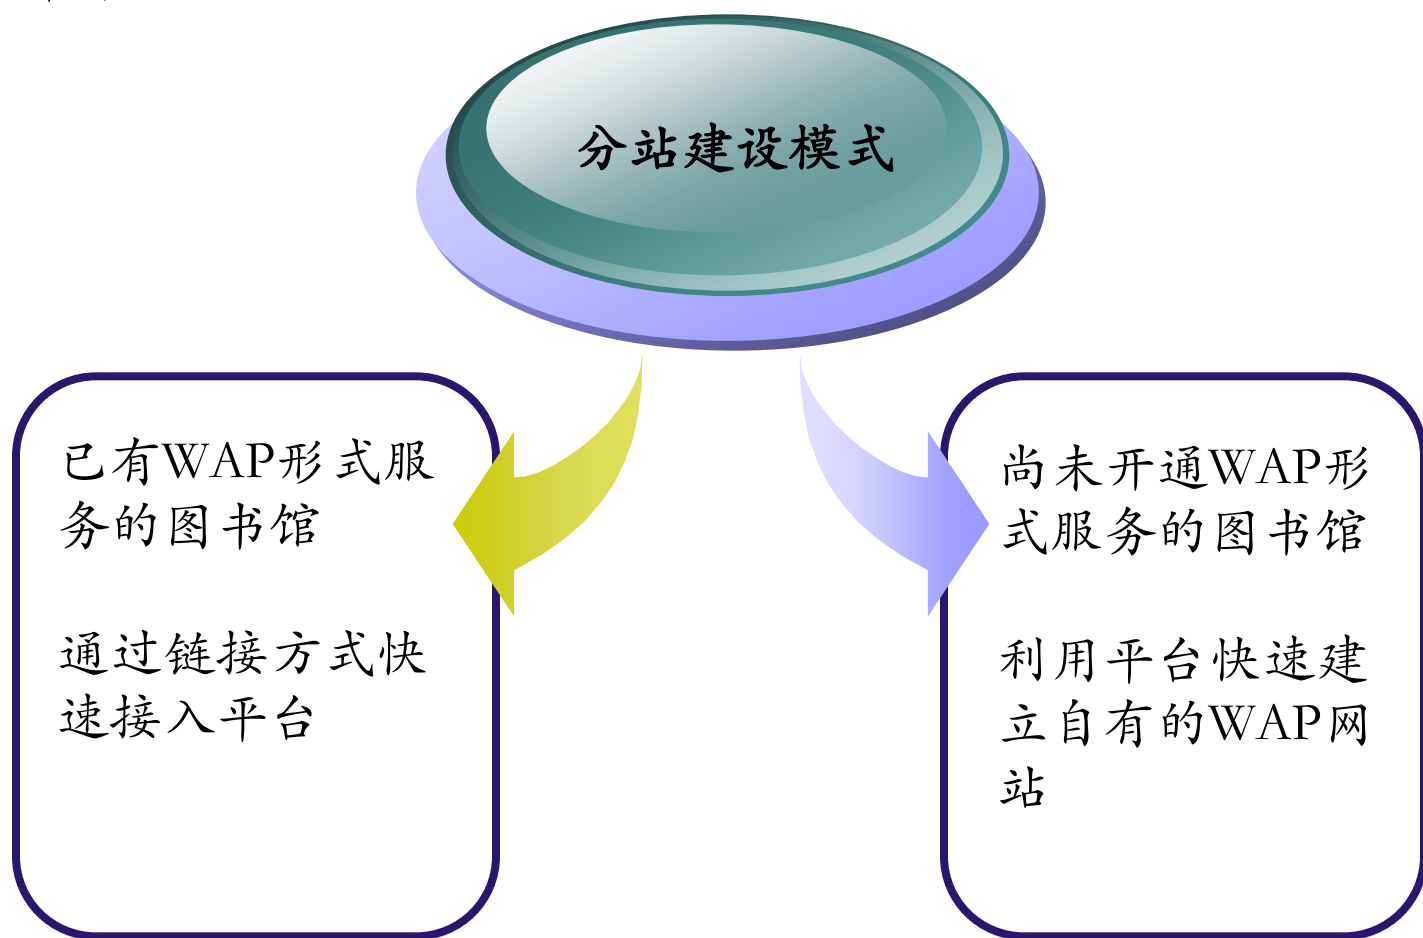 分站建设模式
已有WAP形式服
务的图书馆
通过链接方式快
速接入平台
尚未开通WAP形
式服务的图书馆
利用平台快速建
立自有的WAP网
站